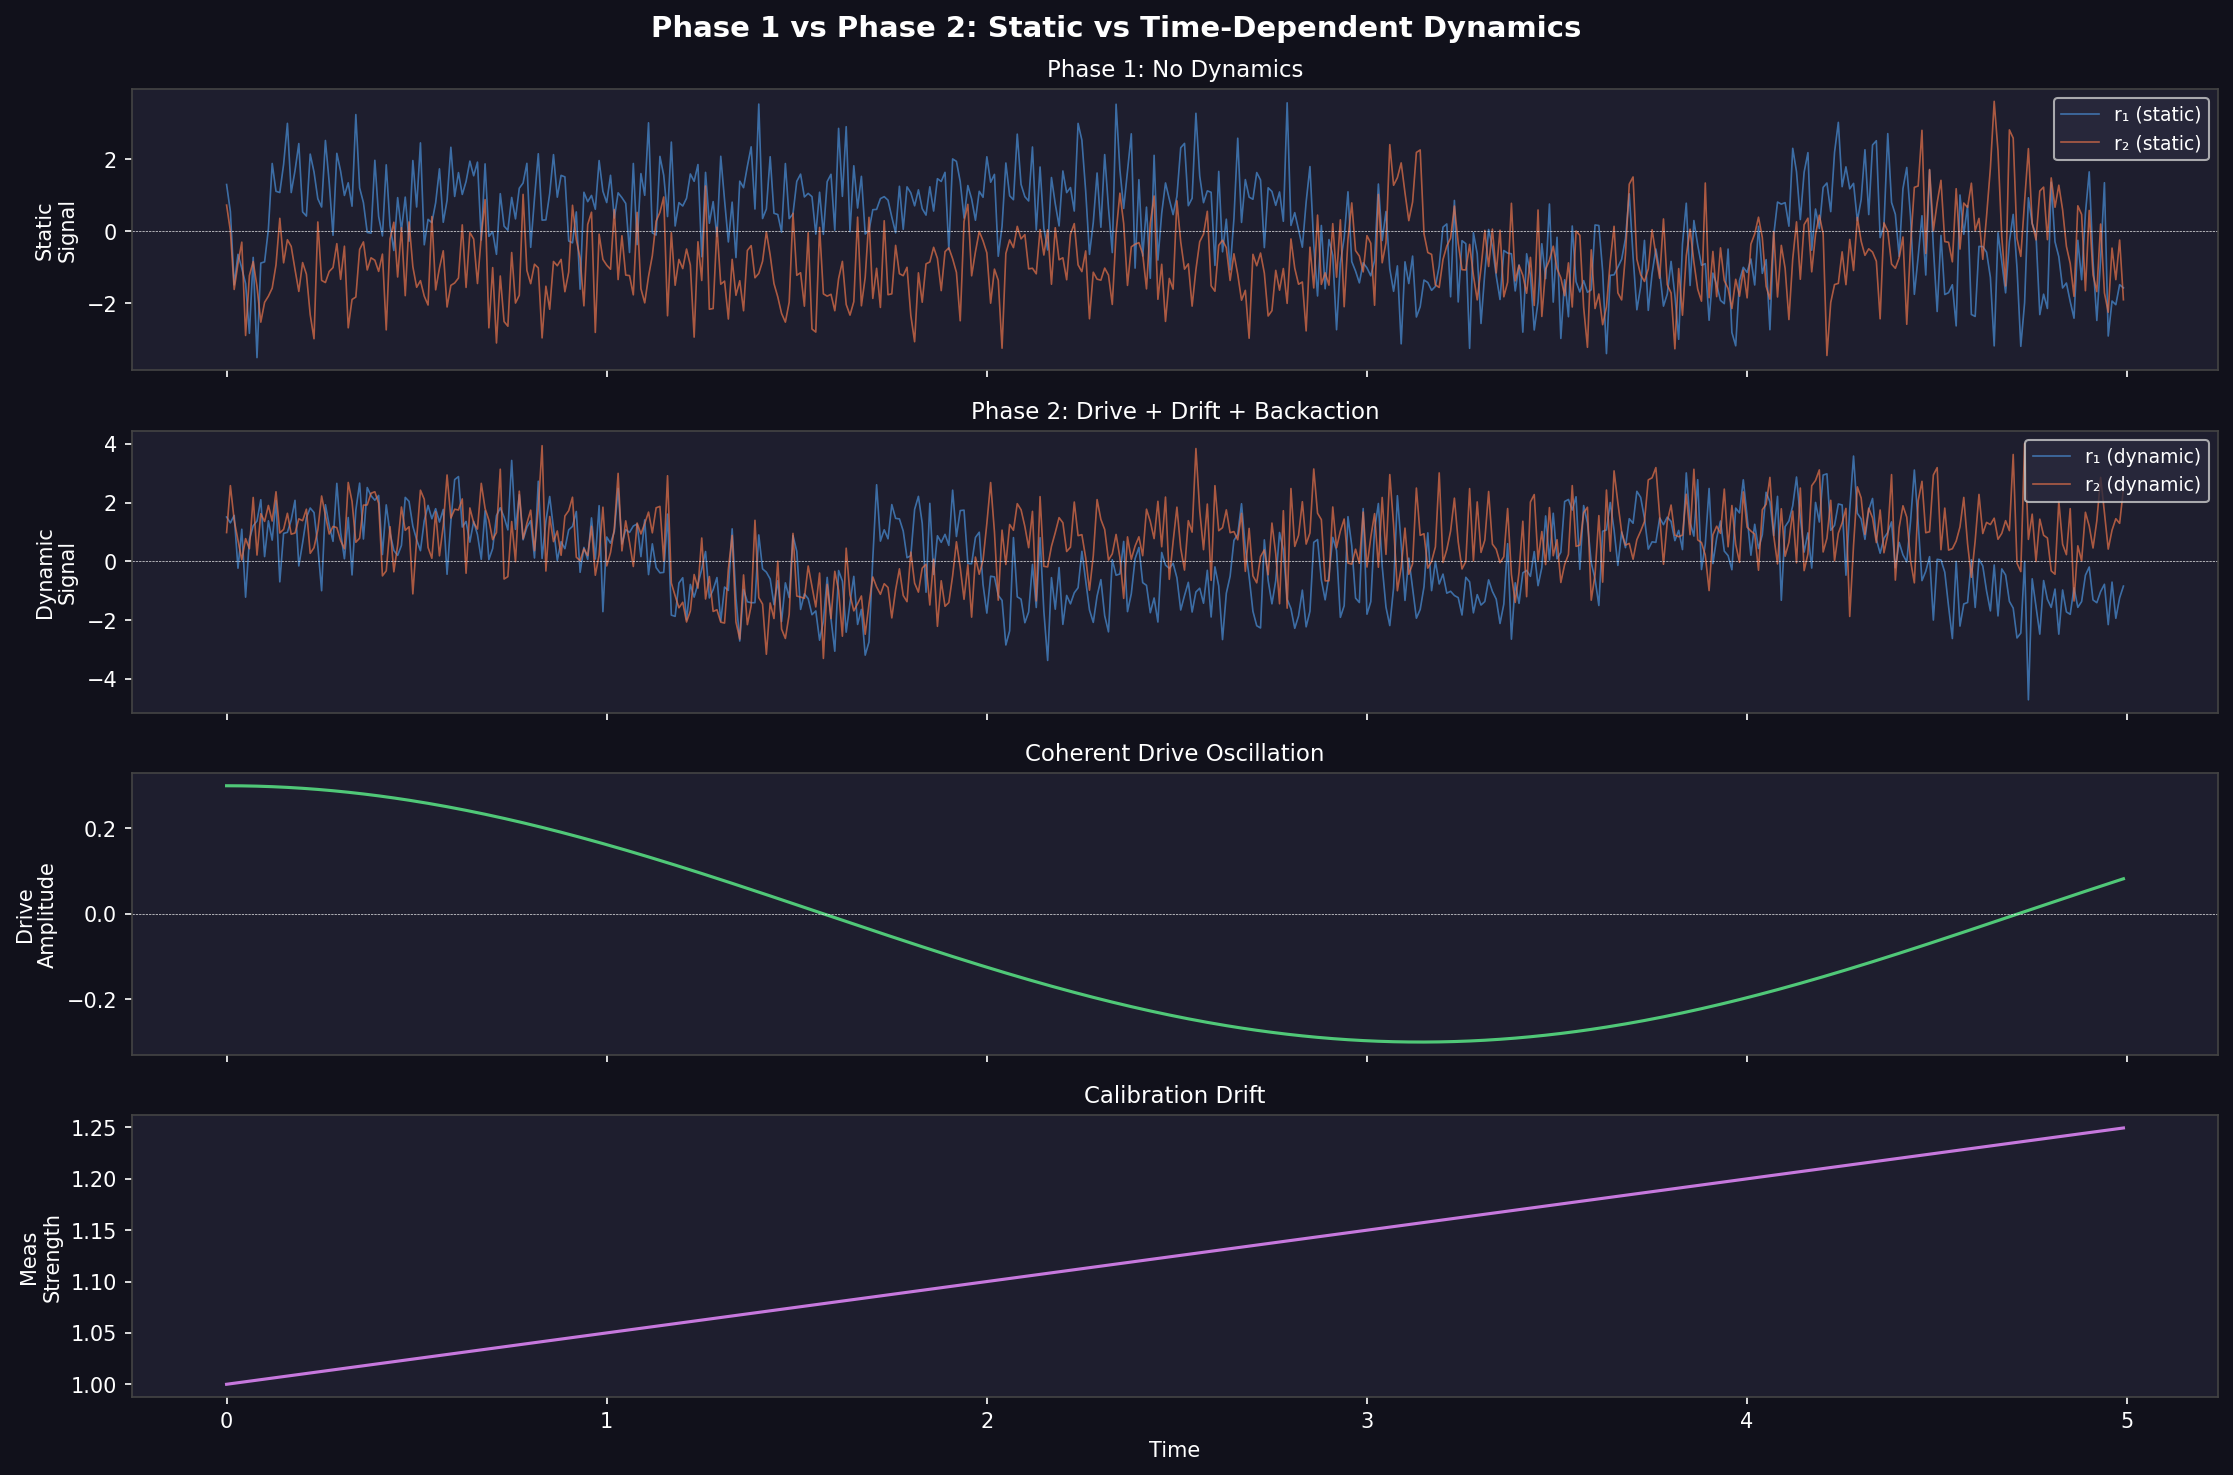 Phase 1 vs Phase 2: Static vs Time-Dependent Dynamics
Phase 1: No Dynamics
Static
Signal
2
0
−2
r₁ (static)
r₂ (static)
Phase 2: Drive + Drift + Backaction
Dynamic
Signal
4
2
0
−2
−4
r₁ (dynamic)
r₂ (dynamic)
Coherent Drive Oscillation
Drive
Amplitude
0.2
0.0
−0.2
Calibration Drift
Meas
Strength
1.25
1.20
1.15
1.10
1.05
1.00
0 1 2 3 4 5
Time